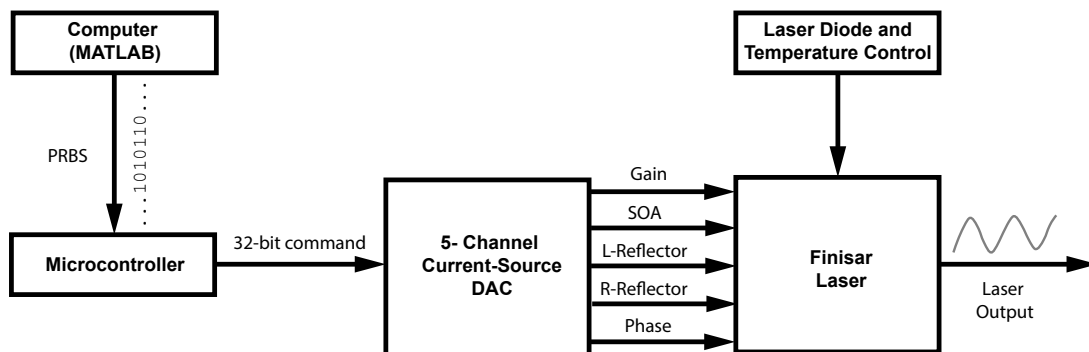 Computer
(MATLAB)
Laser Diode and
Temperature Control
PRBS
....1010110....
Microcontroller
32-bit command
5- Channel
Current-Source
DAC
Gain
SOA
L-Reflector
R-Reflector
Phase
Finisar
Laser
Laser
Output